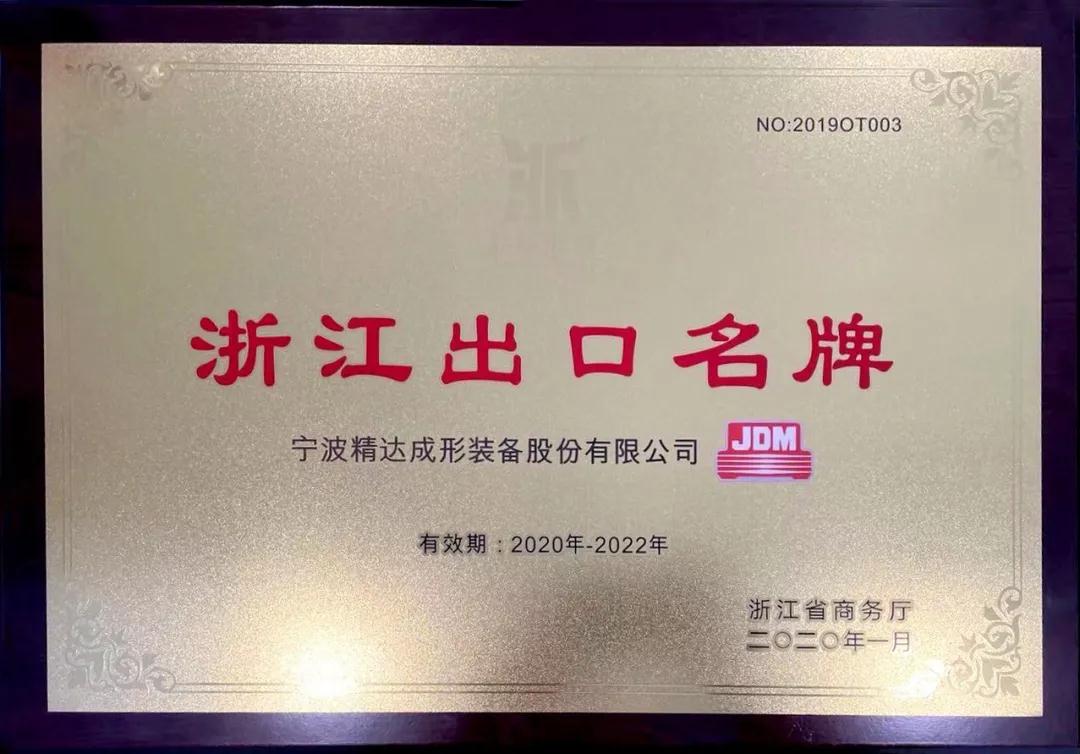 NO:2019OT003
浙
浙江出口名牌
宁波精达成形装备股份有限公司 JDM
有效期：2020年-2022年
浙江省商务厅
二〇二〇年一月